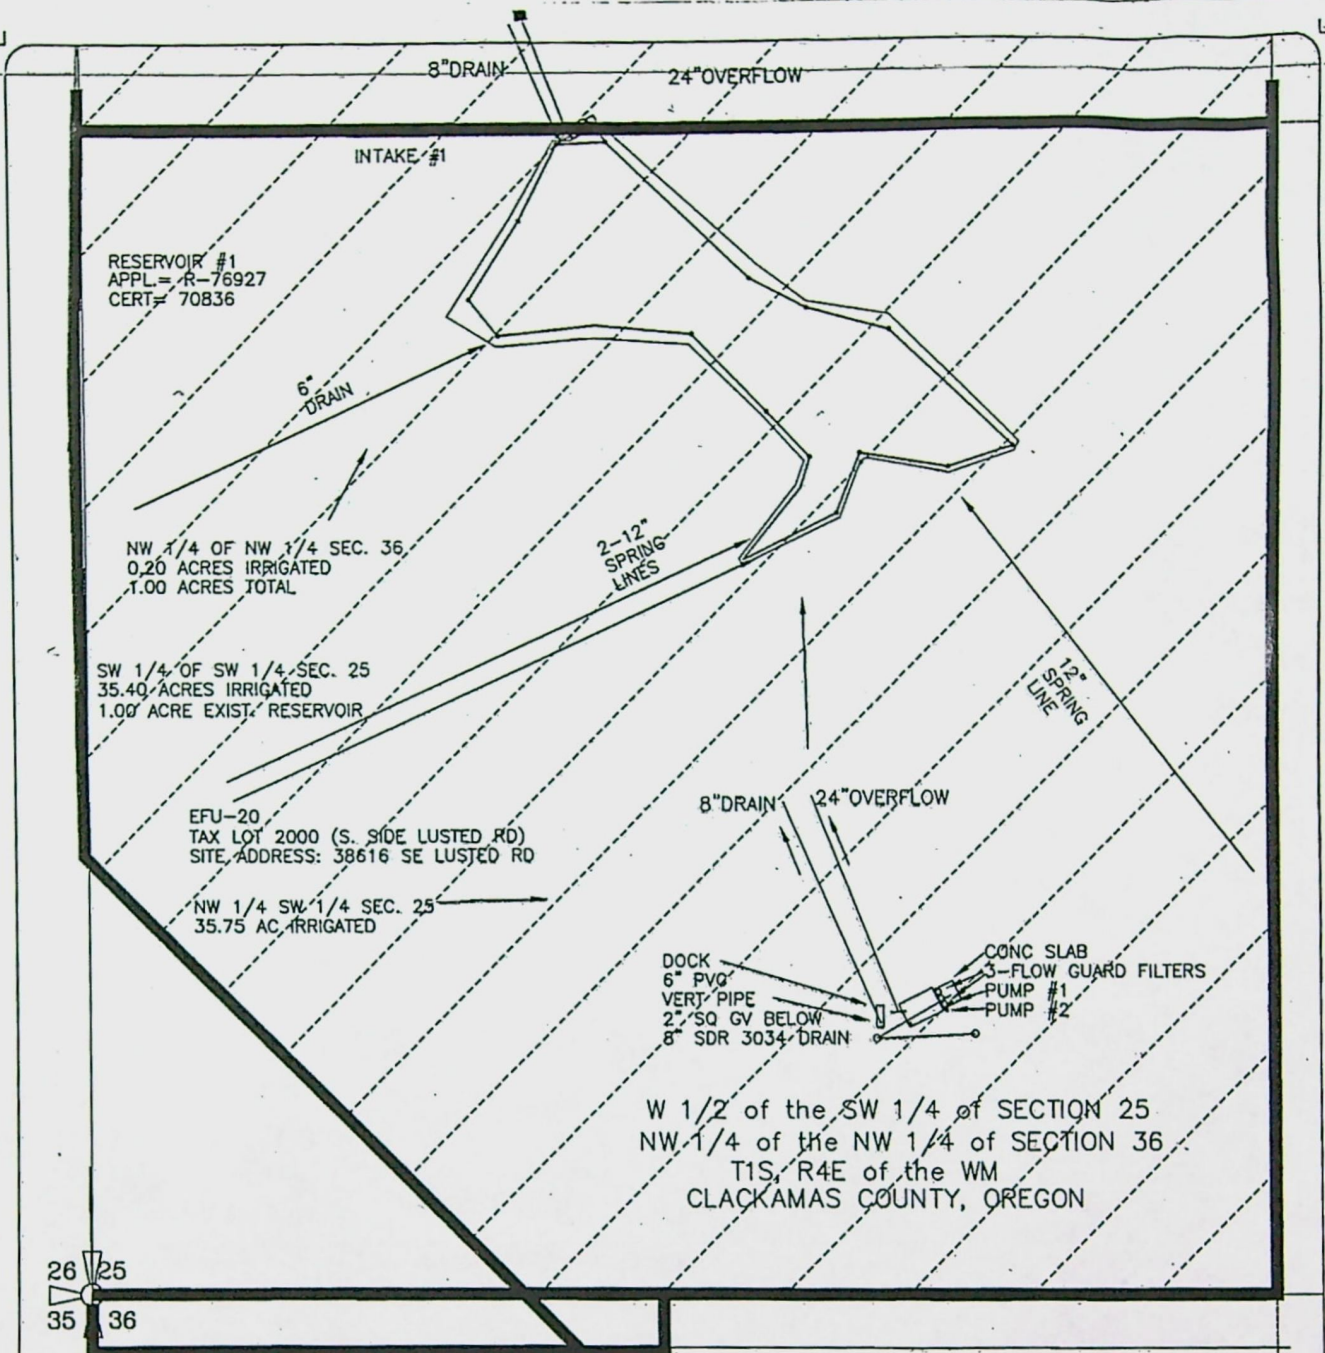 8"DRAIN
24"OVERFLOW
INTAKE #1
RESERVOIR #1
APPL.= R-76927
CERT= 70836
6"
DRAIN
2-12"
SPRING
LINES
NW 1/4 OF NW 1/4 SEC. 36
0.20 ACRES IRRIGATED
1.00 ACRES TOTAL
SW 1/4 OF SW 1/4 SEC. 25
35.40 ACRES IRRIGATED
1.00 ACRE EXIST. RESERVOIR
12"
SPRING
LINE
8"DRAIN
24"OVERFLOW
EFU-20
TAX LOT 2000 (S. SIDE LUSTED RD)
SITE ADDRESS: 38616 SE LUSTED RD
NW 1/4 SW 1/4 SEC. 25
35.75 AC IRRIGATED
DOCK
6" PVC
VERT PIPE
2" SQ GV BELOW
8" SDR 3034 DRAIN
CONC SLAB
3-FLOW GUARD FILTERS
PUMP #1
PUMP #2
W 1/2 of the SW 1/4 of SECTION 25
NW 1/4 of the NW 1/4 of SECTION 36
T1S, R4E of the WM
CLACKAMAS COUNTY, OREGON
26 25
35 36